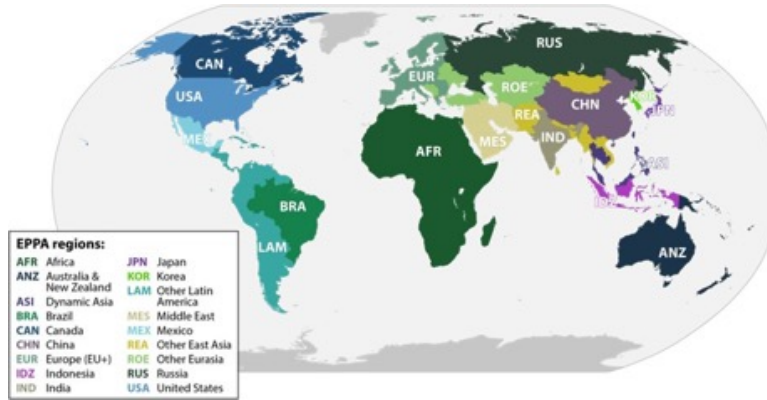 RUS
CAN
EUR
ROE
USA
KOR
JPN
CHN
REA
MEX
MES
IND
AFR
ASI
IDZ
BRA
LAM
ANZ
EPPA regions:
AFR Africa
ANZ Australia &
New Zealand
ASI Dynamic Asia
BRA Brazil
CAN Canada
CHN China
EUR Europe (EU+)
IDZ Indonesia
IND India
JPN Japan
KOR Korea
LAM Other Latin
America
MES Middle East
MEX Mexico
REA Other East Asia
ROE Other Eurasia
RUS Russia
USA United States